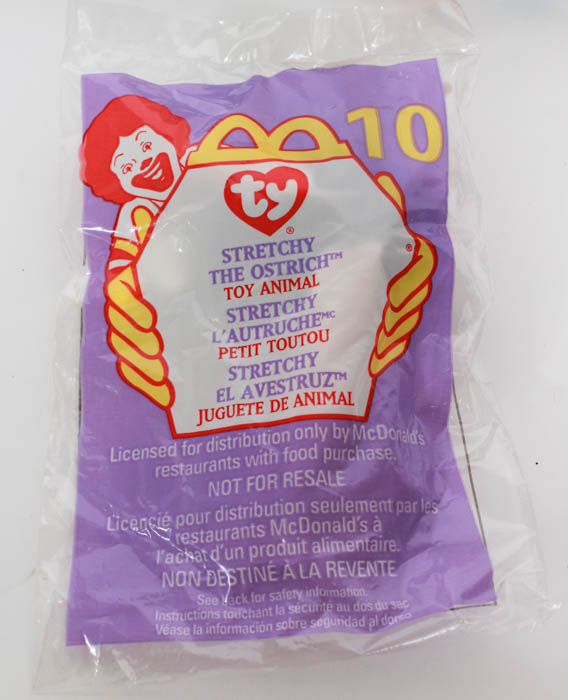 10
ty®
STRETCHY
THE OSTRICH™
TOY ANIMAL
STRETCHY
L'AUTRUCHE MC
PETIT TOUTOU
STRETCHY
EL AVESTRUZ™
JUGUETE DE ANIMAL
®
Licensed for distribution only by McDonald's
restaurants with food purchase.
NOT FOR RESALE
Licencié pour distribution seulement par les
restaurants McDonald's à
l'achat d'un produit alimentaire.
NON DESTINÉ À LA REVENTE
See back for safety information.
Instructions touchant la sécurité au dos du sac
Véase la información sobre seguridad al dorso